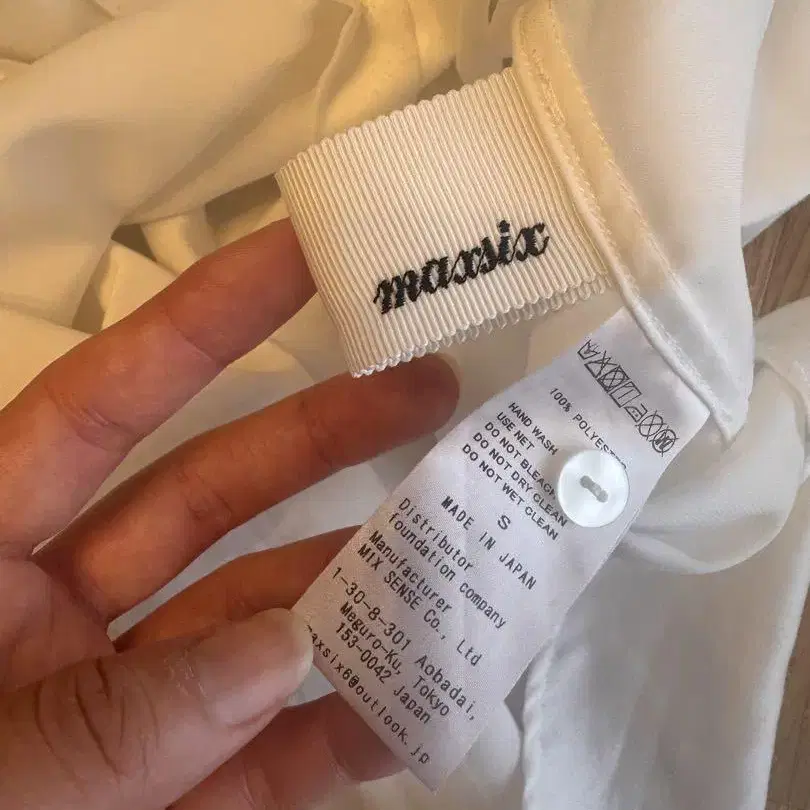 maxsix
100% POLYESTER
HAND WASH
USE NET
DO NOT BLEACH
DO NOT DRY CLEAN
DO NOT WET CLEAN
S
MADE IN JAPAN
Distributor
foundation company
Manufacturer
MIX SENSE Co., Ltd
1-30-8-301 Aobadai,
Meguro-Ku, Tokyo
153-0042 Japan
maxsix6@outlook.jp